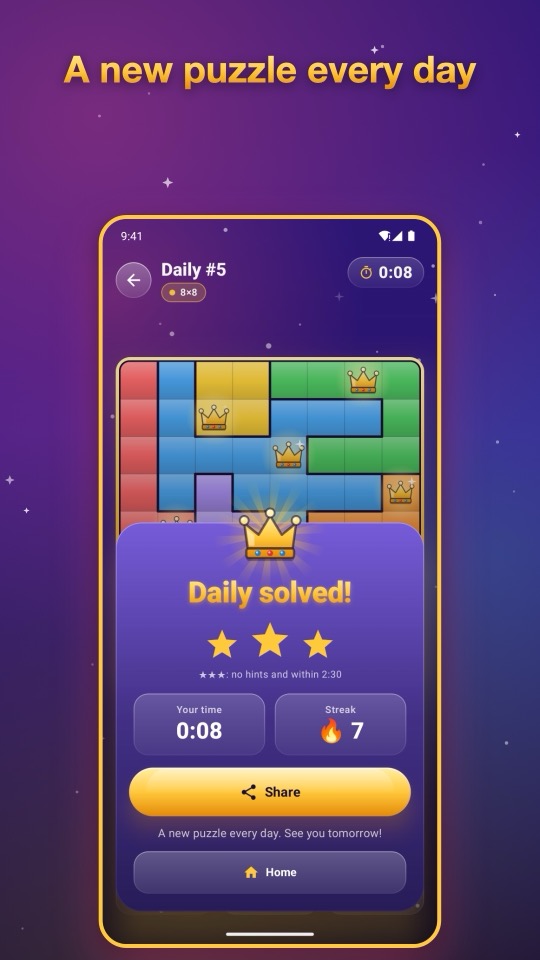 A new puzzle every day
9:41
Daily #5
8×8
0:08
Daily solved!
★★★: no hints and within 2:30
Your time
0:08
Streak
🔥 7
Share
A new puzzle every day. See you tomorrow!
Home